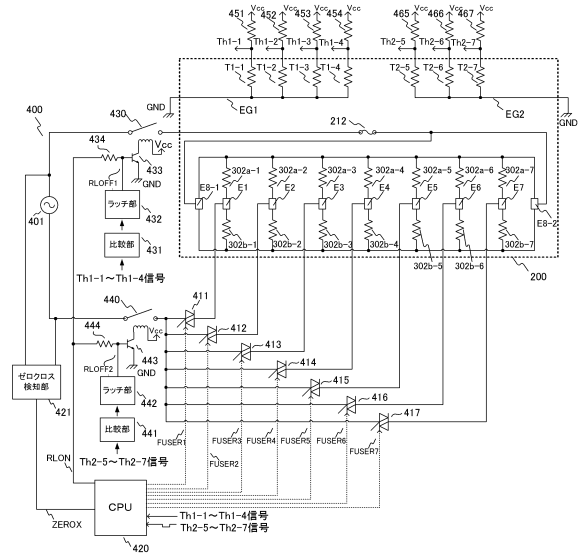 451 Vcc 452 Vcc 453 Vcc 454 Vcc 465 Vcc 466 Vcc 467 Vcc
Th1-1 Th1-2 Th1-3 Th1-4 Th2-5 Th2-6 Th2-7
T1-1 T1-2 T1-3 T1-4 T2-5 T2-6 T2-7
GND EG1 EG2 GND
400 430 212
434 Vcc
433
RLOFF1 GND
401
ラッチ部 432
比較部 431
Th1-1～Th1-4信号
302a-1 302a-2 302a-3 302a-4 302a-5 302a-6 302a-7
E8-1 E1 E2 E3 E4 E5 E6 E7 E8-2
302b-1 302b-2 302b-3 302b-4 302b-5 302b-6 302b-7
200
440 411
444 Vcc 412
443 413
RLOFF2 GND 414
ゼロクロス
検知部
421
ラッチ部 442
415
416
417
比較部 441
Th2-5～Th2-7信号
FUSER1 FUSER2 FUSER3 FUSER4 FUSER5 FUSER6 FUSER7
RLON
CPU
Th1-1～Th1-4信号
Th2-5～Th2-7信号
ZEROX
420